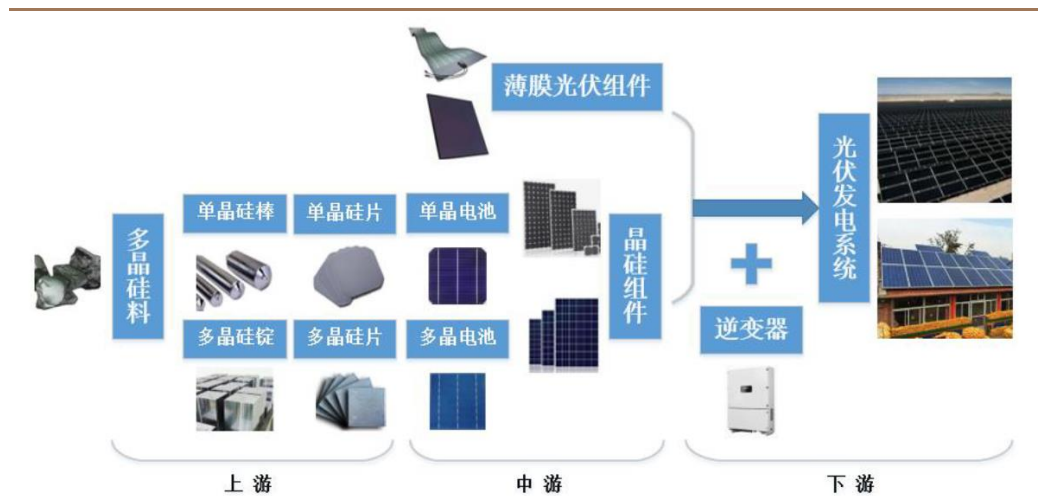 薄膜光伏组件
单晶硅棒
单晶硅片
单晶电池
多晶硅料
晶硅组件
光伏发电系统
多晶硅锭
多晶硅片
多晶电池
逆变器
上游
中游
下游